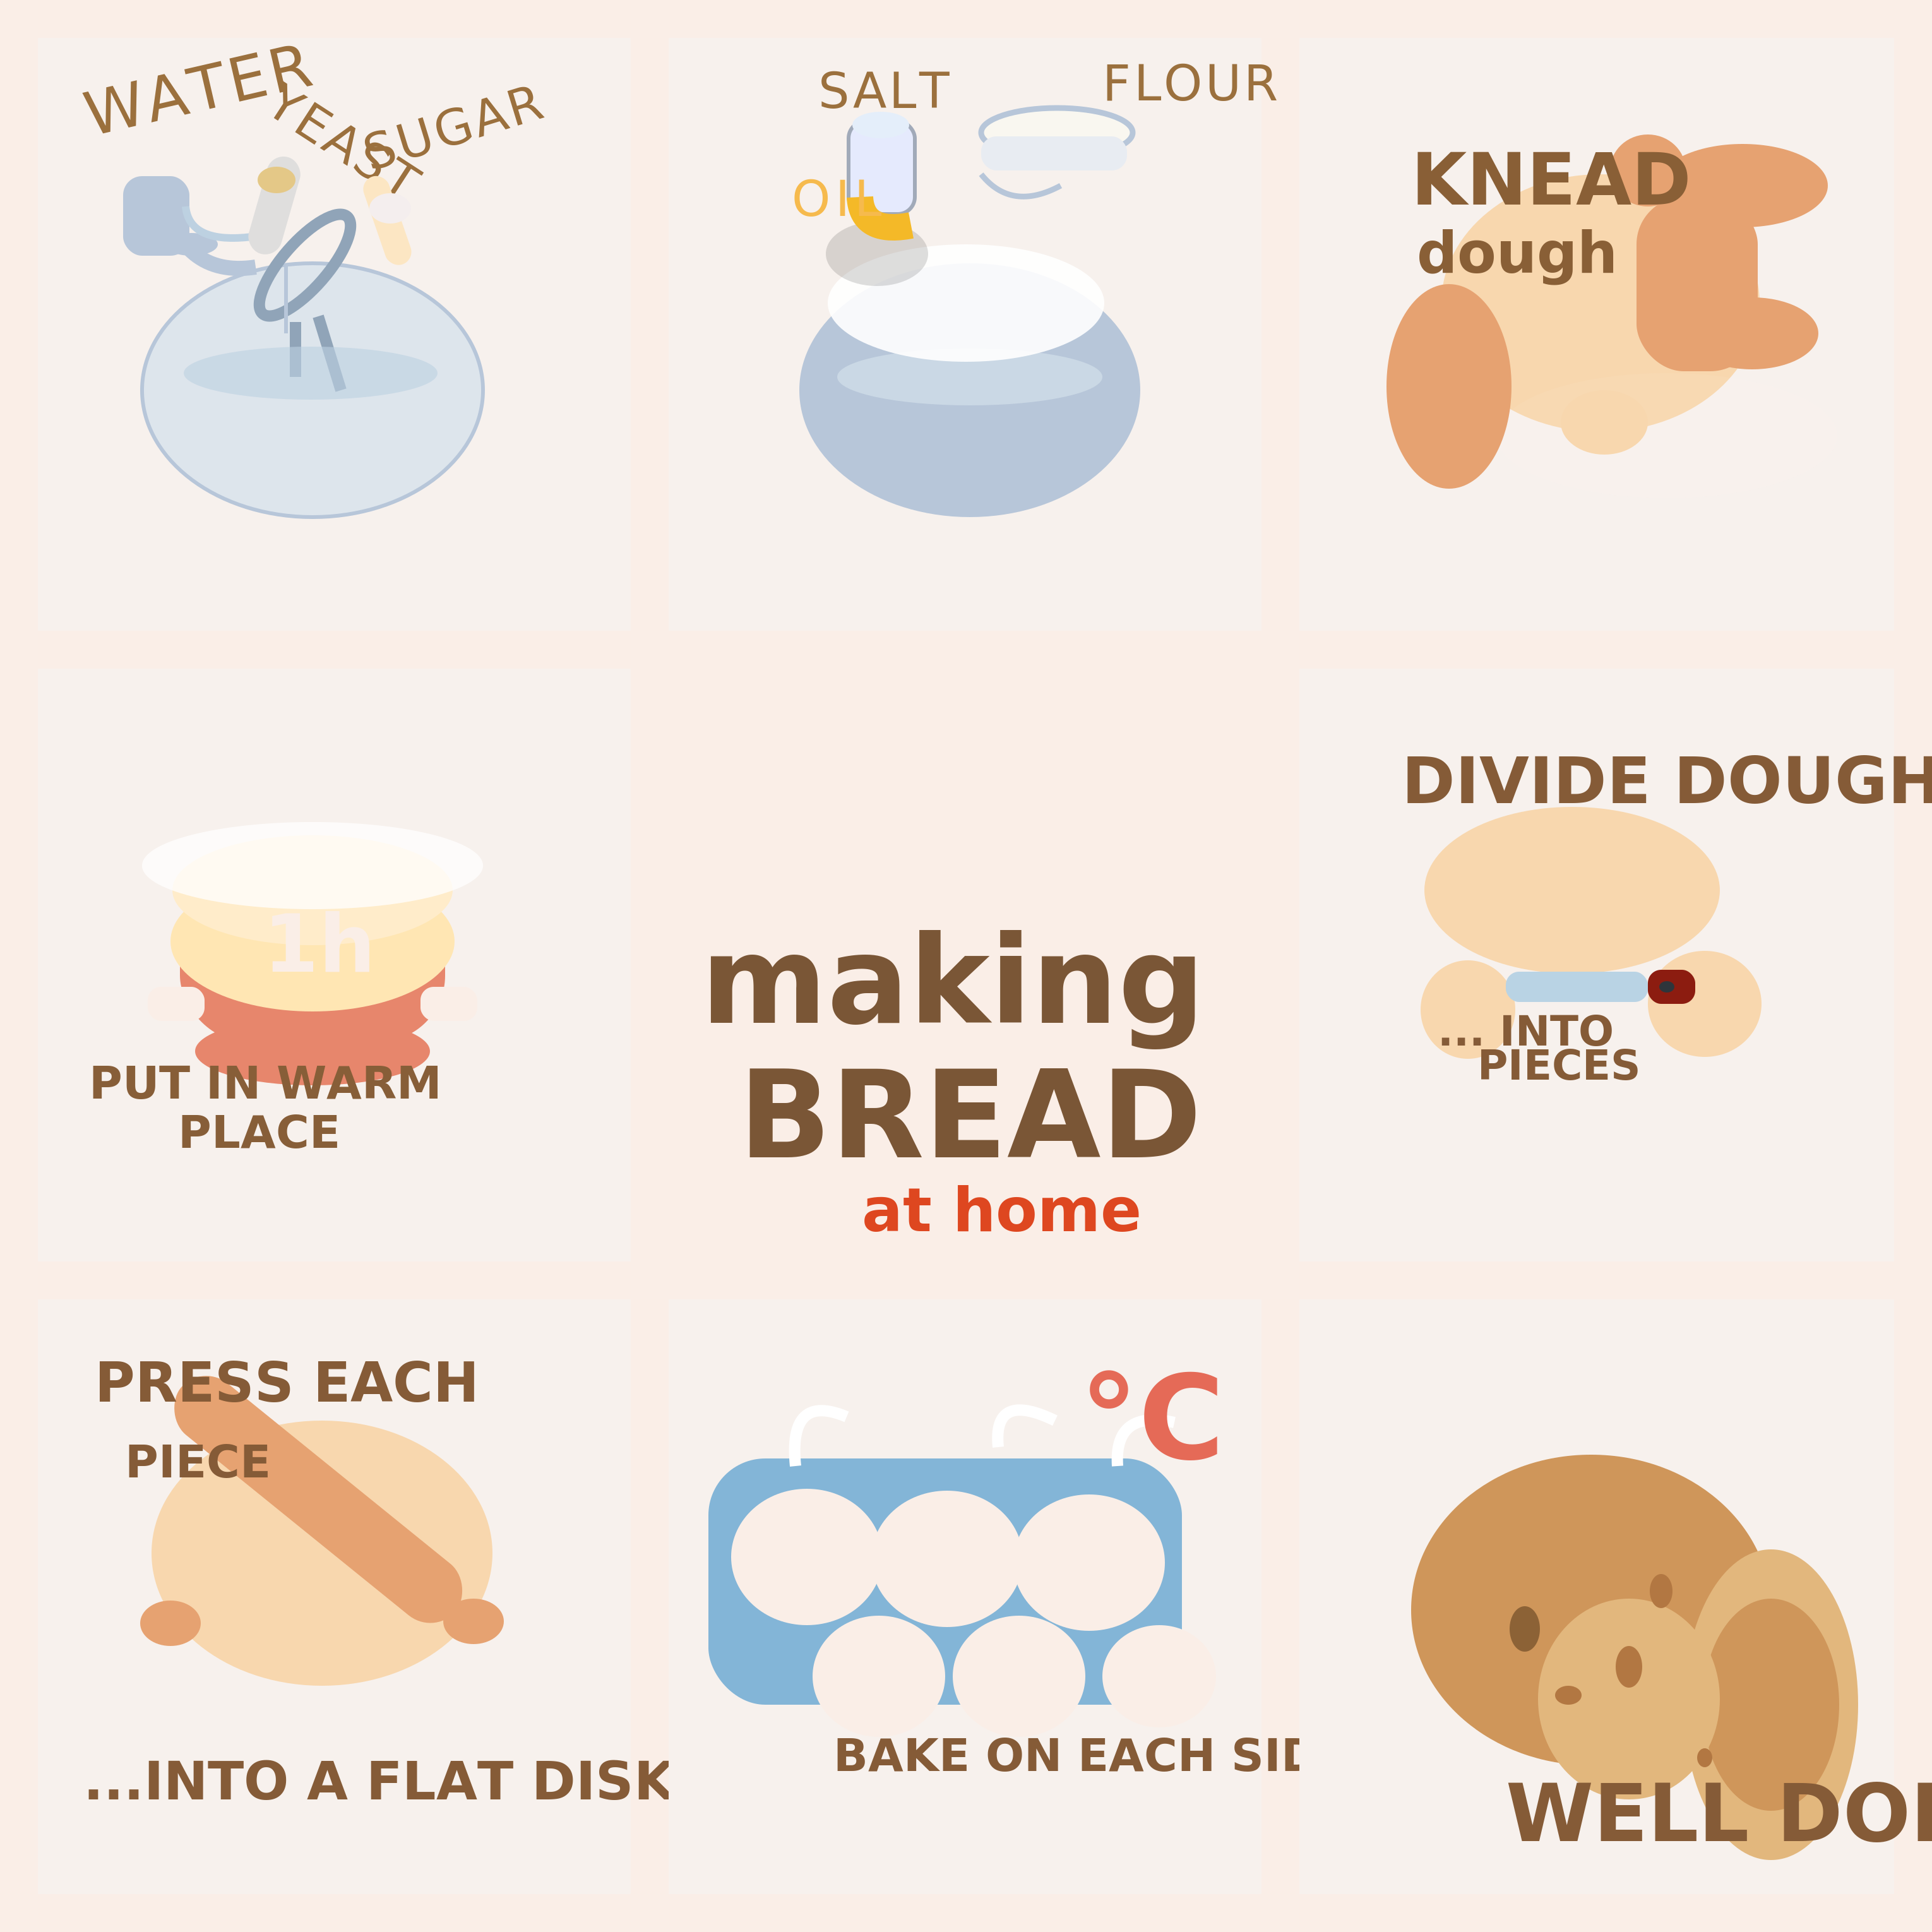 WATER
YEAST
SUGAR
SALT
FLOUR
OIL
KNEAD
dough
1h
PUT IN WARM
PLACE
making
BREAD
at home
DIVIDE DOUGH
... INTO
PIECES
PRESS EACH
PIECE
...INTO A FLAT DISK
°C
BAKE ON EACH SID
WELL DO